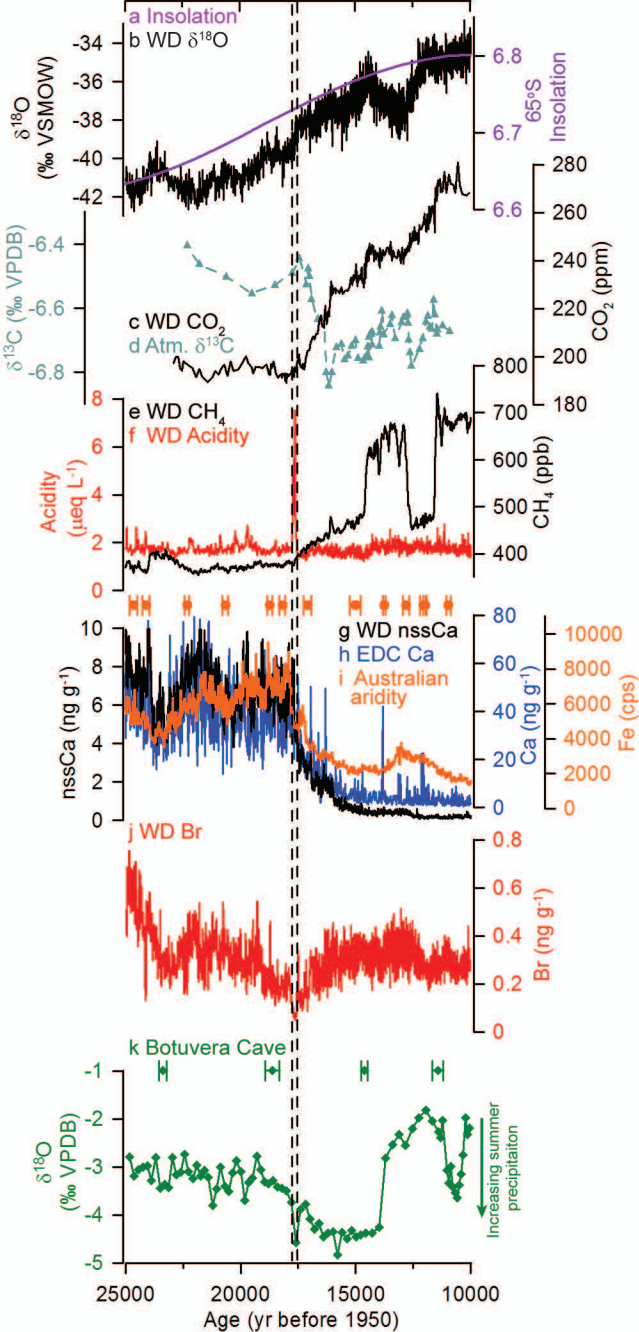 a Insolation
b WD δ18O
-34
-36
-38
-40
-42
δ18O
(‰ VSMOW)
6.8
6.7
6.6
65ºS
Insolation
280
260
240
220
200
180
CO2 (ppm)
-6.4
-6.6
-6.8
δ13C (‰ VPDB)
c WD CO2
d Atm. δ13C
e WD CH4
f WD Acidity
8
6
4
2
0
Acidity
(μeq L-1)
800
700
600
500
400
CH4 (ppb)
g WD nssCa
h EDC Ca
i Australian
aridity
10
8
6
4
2
0
nssCa (ng g-1)
80
60
40
20
0
Ca (ng g-1)
10000
8000
6000
4000
2000
0
Fe (cps)
j WD Br
0.8
0.6
0.4
0.2
0
Br (ng g-1)
k Botuvera Cave
-1
-2
-3
-4
-5
δ18O
(‰ VPDB)
Increasing summer
precipitaiton
25000
20000
15000
10000
Age (yr before 1950)